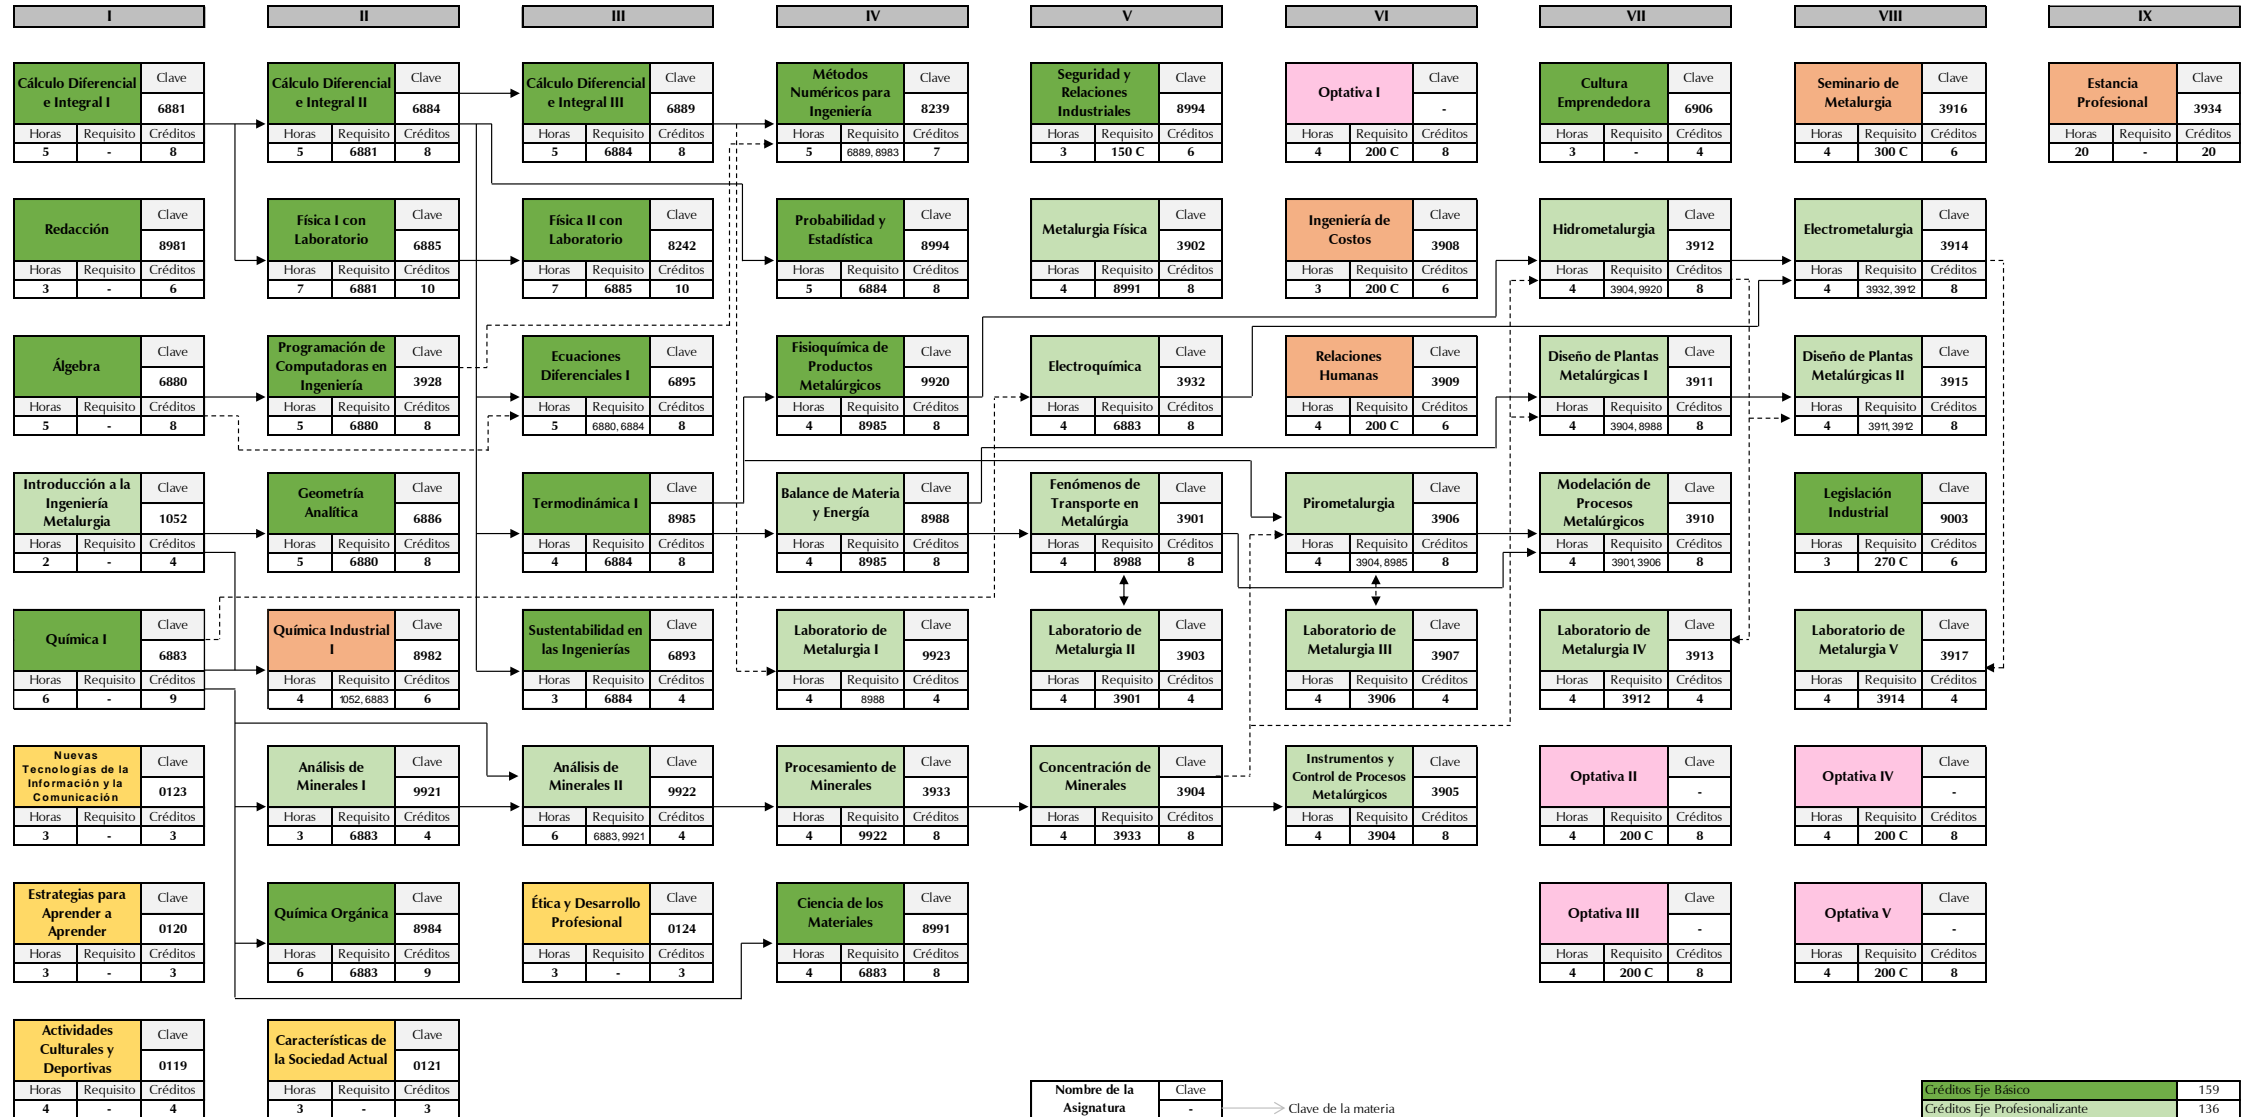 I II III IV V VI VII VIII IX
Cálculo Diferencial e Integral I
Clave
6881
Horas Requisito Créditos
5 - 8
Cálculo Diferencial e Integral II
Clave
6884
Horas Requisito Créditos
5 6881 8
Cálculo Diferencial e Integral III
Clave
6889
Horas Requisito Créditos
5 6884 8
Métodos Numéricos para Ingeniería
Clave
8239
Horas Requisito Créditos
5 6889, 8983 7
Seguridad y Relaciones Industriales
Clave
8994
Horas Requisito Créditos
3 150 C 6
Optativa I
Clave
-
Horas Requisito Créditos
4 200 C 8
Cultura Emprendedora
Clave
6906
Horas Requisito Créditos
3 - 4
Seminario de Metalurgia
Clave
3916
Horas Requisito Créditos
4 300 C 6
Estancia Profesional
Clave
3934
Horas Requisito Créditos
20 - 20
Redacción
Clave
8981
Horas Requisito Créditos
3 - 6
Física I con Laboratorio
Clave
6885
Horas Requisito Créditos
7 6881 10
Física II con Laboratorio
Clave
8242
Horas Requisito Créditos
7 6885 10
Probabilidad y Estadística
Clave
8994
Horas Requisito Créditos
5 6884 8
Metalurgia Física
Clave
3902
Horas Requisito Créditos
4 8991 8
Ingeniería de Costos
Clave
3908
Horas Requisito Créditos
3 200 C 6
Hidrometalurgia
Clave
3912
Horas Requisito Créditos
4 3904, 9920 8
Electrometalurgia
Clave
3914
Horas Requisito Créditos
4 3932, 3912 8
Álgebra
Clave
6880
Horas Requisito Créditos
5 - 8
Programación de Computadoras en Ingeniería
Clave
3928
Horas Requisito Créditos
5 6880 8
Ecuaciones Diferenciales I
Clave
6895
Horas Requisito Créditos
5 6880, 6884 8
Fisioquímica de Productos Metalúrgicos
Clave
9920
Horas Requisito Créditos
4 8985 8
Electroquímica
Clave
3932
Horas Requisito Créditos
4 6883 8
Relaciones Humanas
Clave
3909
Horas Requisito Créditos
4 200 C 6
Diseño de Plantas Metalúrgicas I
Clave
3911
Horas Requisito Créditos
4 3904, 8988 8
Diseño de Plantas Metalúrgicas II
Clave
3915
Horas Requisito Créditos
4 3911, 3912 8
Introducción a la Ingeniería Metalurgia
Clave
1052
Horas Requisito Créditos
2 - 4
Geometría Analítica
Clave
6886
Horas Requisito Créditos
5 6880 8
Termodinámica I
Clave
8985
Horas Requisito Créditos
4 6884 8
Balance de Materia y Energía
Clave
8988
Horas Requisito Créditos
4 8985 8
Fenómenos de Transporte en Metalúrgia
Clave
3901
Horas Requisito Créditos
4 8988 8
Pirometalurgia
Clave
3906
Horas Requisito Créditos
4 3904, 8985 8
Modelación de Procesos Metalúrgicos
Clave
3910
Horas Requisito Créditos
4 3901, 3906 8
Legislación Industrial
Clave
9003
Horas Requisito Créditos
3 270 C 6
Química I
Clave
6883
Horas Requisito Créditos
6 - 9
Química Industrial I
Clave
8982
Horas Requisito Créditos
4 1052, 6883 6
Sustentabilidad en las Ingenierías
Clave
6893
Horas Requisito Créditos
3 6884 4
Laboratorio de Metalurgia I
Clave
9923
Horas Requisito Créditos
4 8988 4
Laboratorio de Metalurgia II
Clave
3903
Horas Requisito Créditos
4 3901 4
Laboratorio de Metalurgia III
Clave
3907
Horas Requisito Créditos
4 3906 4
Laboratorio de Metalurgia IV
Clave
3913
Horas Requisito Créditos
4 3912 4
Laboratorio de Metalurgia V
Clave
3917
Horas Requisito Créditos
4 3914 4
Nuevas Tecnologías de la Información y la Comunicación
Clave
0123
Horas Requisito Créditos
3 - 3
Análisis de Minerales I
Clave
9921
Horas Requisito Créditos
3 6883 4
Análisis de Minerales II
Clave
9922
Horas Requisito Créditos
6 6883, 9921 4
Procesamiento de Minerales
Clave
3933
Horas Requisito Créditos
4 9922 8
Concentración de Minerales
Clave
3904
Horas Requisito Créditos
4 3933 8
Instrumentos y Control de Procesos Metalúrgicos
Clave
3905
Horas Requisito Créditos
4 3904 8
Optativa II
Clave
-
Horas Requisito Créditos
4 200 C 8
Optativa IV
Clave
-
Horas Requisito Créditos
4 200 C 8
Estrategias para Aprender a Aprender
Clave
0120
Horas Requisito Créditos
3 - 3
Química Orgánica
Clave
8984
Horas Requisito Créditos
6 6883 9
Ética y Desarrollo Profesional
Clave
0124
Horas Requisito Créditos
3 - 3
Ciencia de los Materiales
Clave
8991
Horas Requisito Créditos
4 6883 8
Optativa III
Clave
-
Horas Requisito Créditos
4 200 C 8
Optativa V
Clave
-
Horas Requisito Créditos
4 200 C 8
Actividades Culturales y Deportivas
Clave
0119
Horas Requisito Créditos
4 - 4
Características de la Sociedad Actual
Clave
0121
Horas Requisito Créditos
3 - 3
Nombre de la Asignatura
Clave
-
Clave de la materia
Créditos Eje Básico 159
Créditos Eje Profesionalizante 136